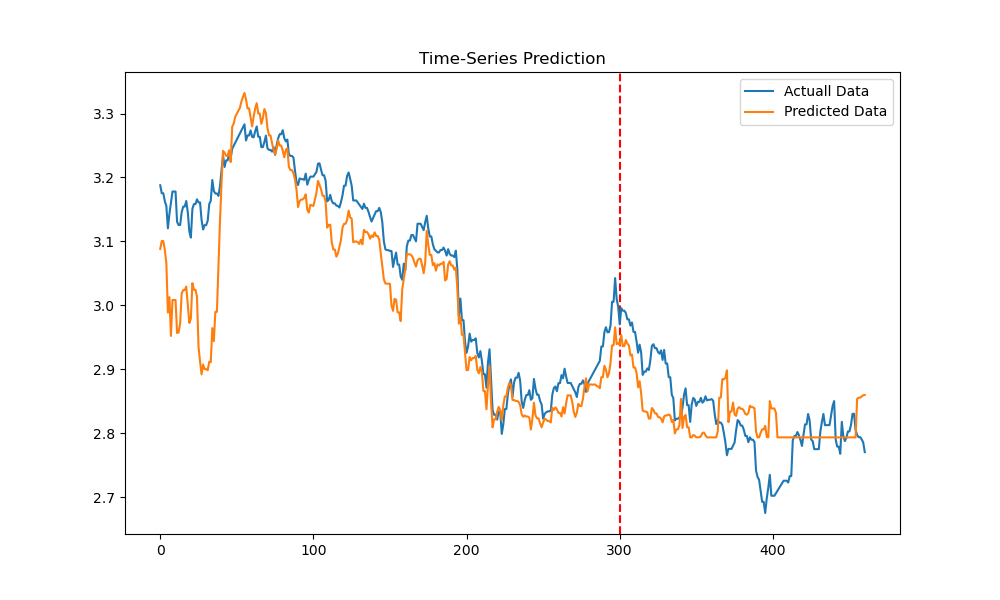 Time-Series Prediction
Actuall Data
Predicted Data
3.3
3.2
3.1
3.0
2.9
2.8
2.7
0 100 200 300 400